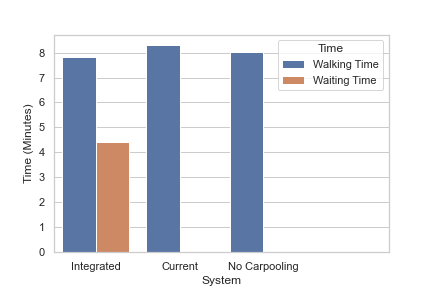 Time
Walking Time
Waiting Time
8
7
6
5
4
3
2
1
0
Time (Minutes)
Integrated
Current
No Carpooling
System